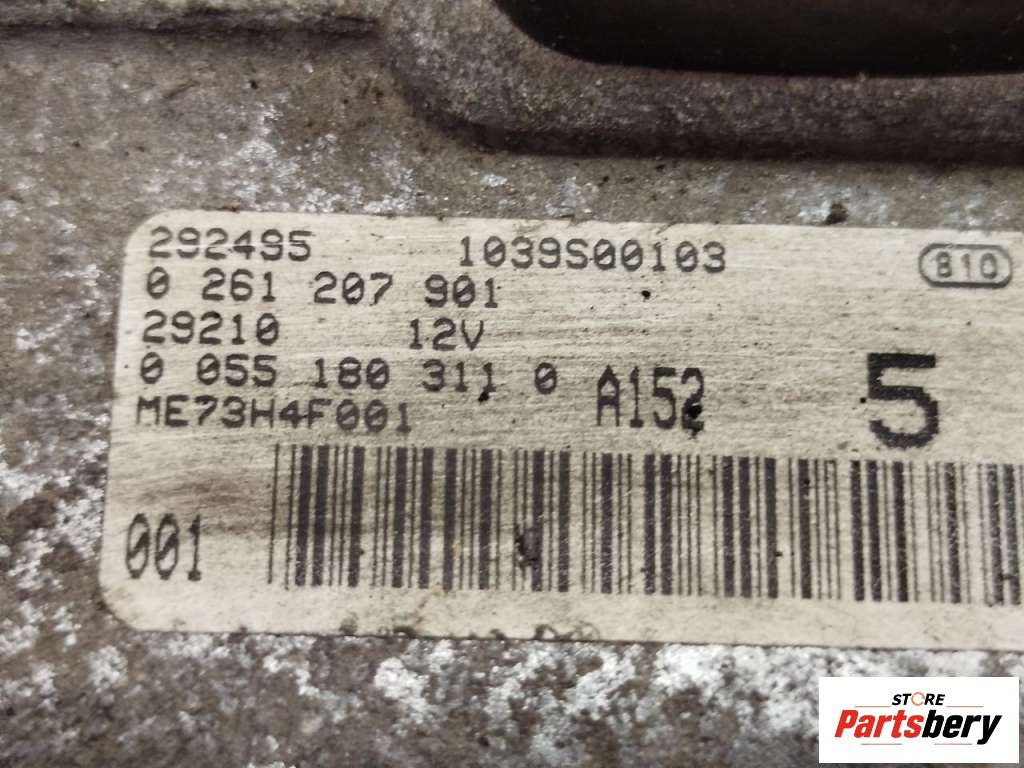 292495 1039S00103 810
0 261 207 901
29210 12V
0 055 180 311 0 A152 5
ME73H4F001
001
STORE
Partsbery